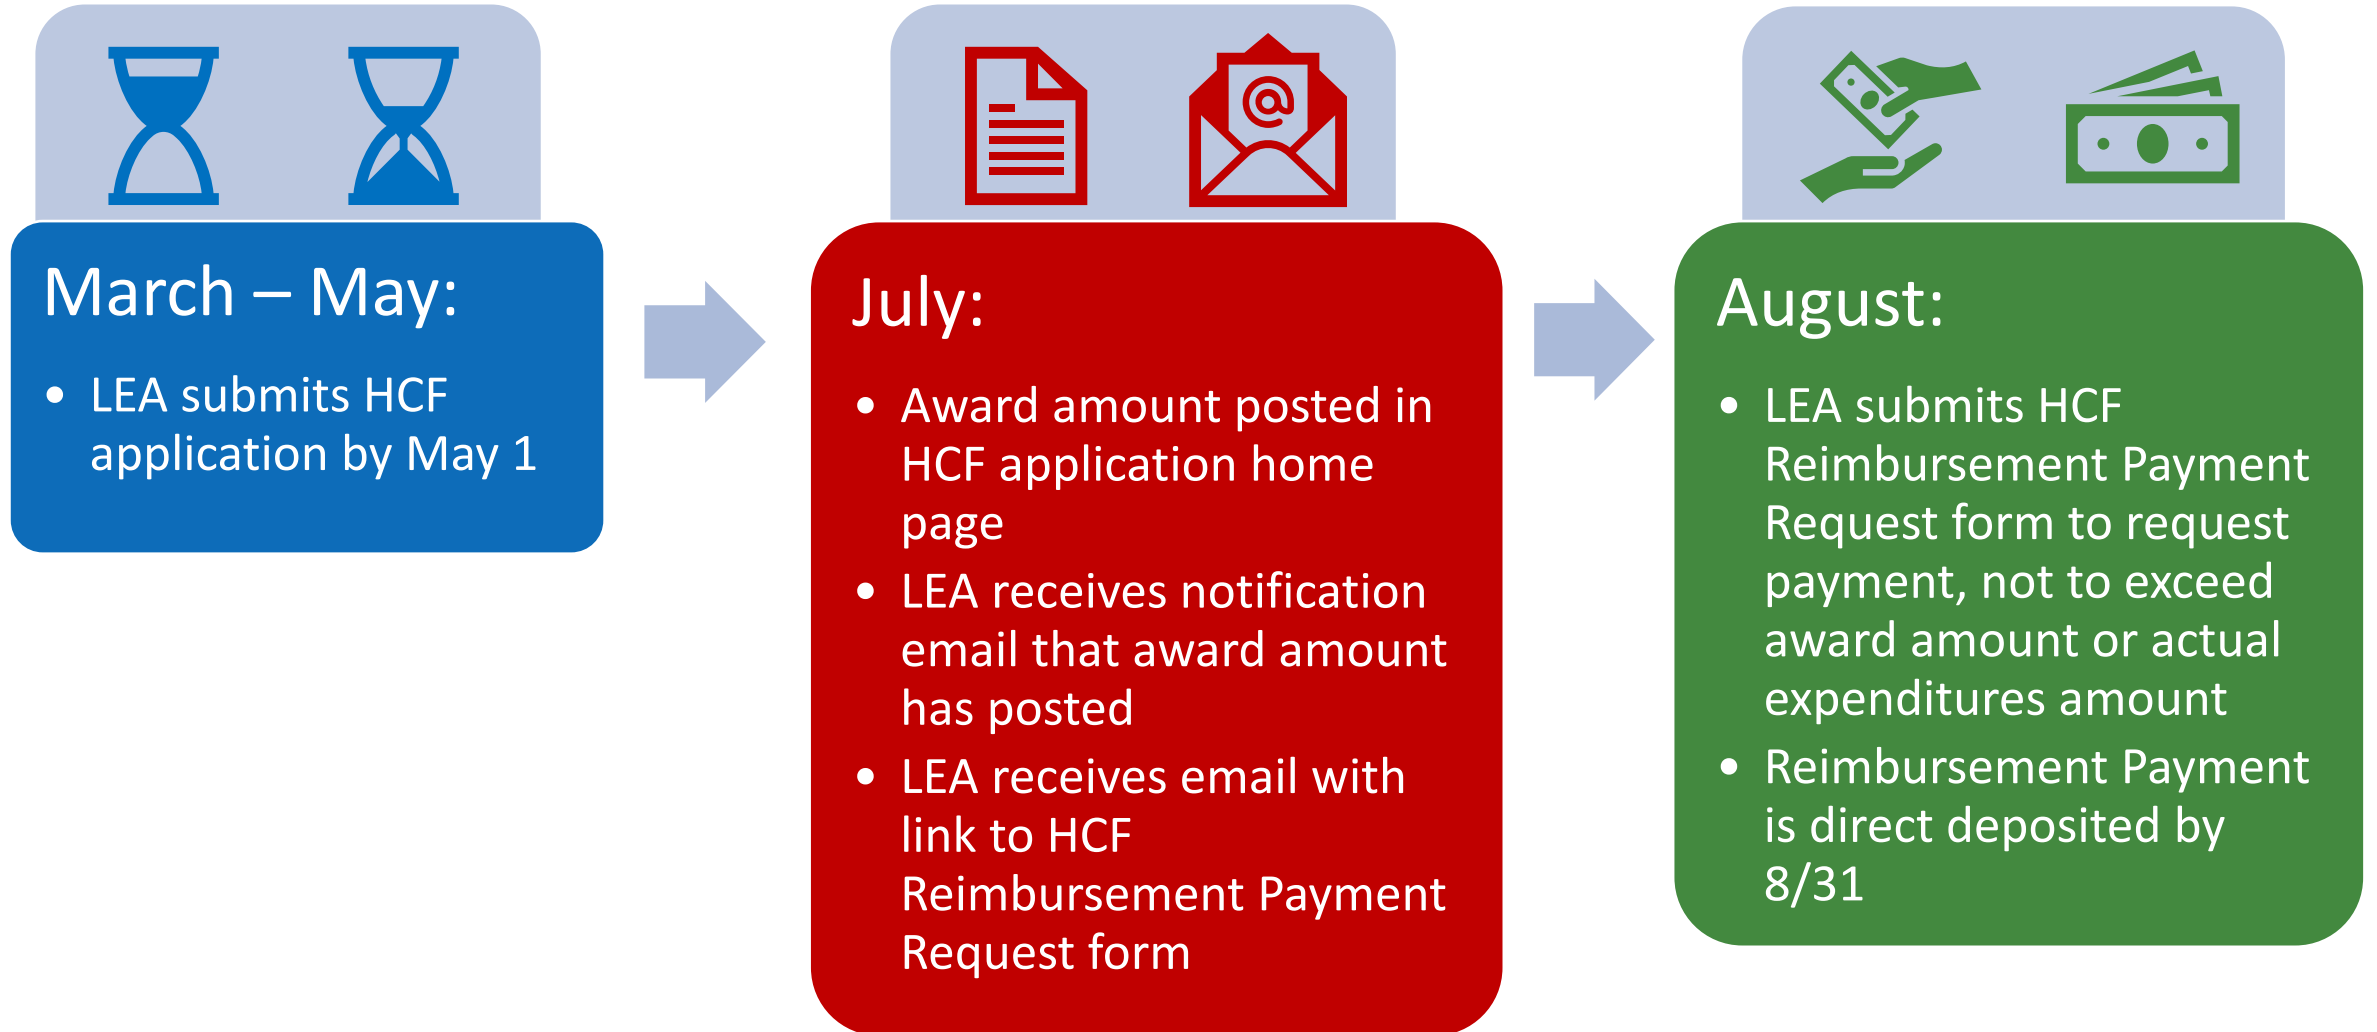 March – May:
• LEA submits HCF
application by May 1
July:
• Award amount posted in
HCF application home
page
• LEA receives notification
email that award amount
has posted
• LEA receives email with
link to HCF
Reimbursement Payment
Request form
August:
• LEA submits HCF
Reimbursement Payment
Request form to request
payment, not to exceed
award amount or actual
expenditures amount
• Reimbursement Payment
is direct deposited by
8/31